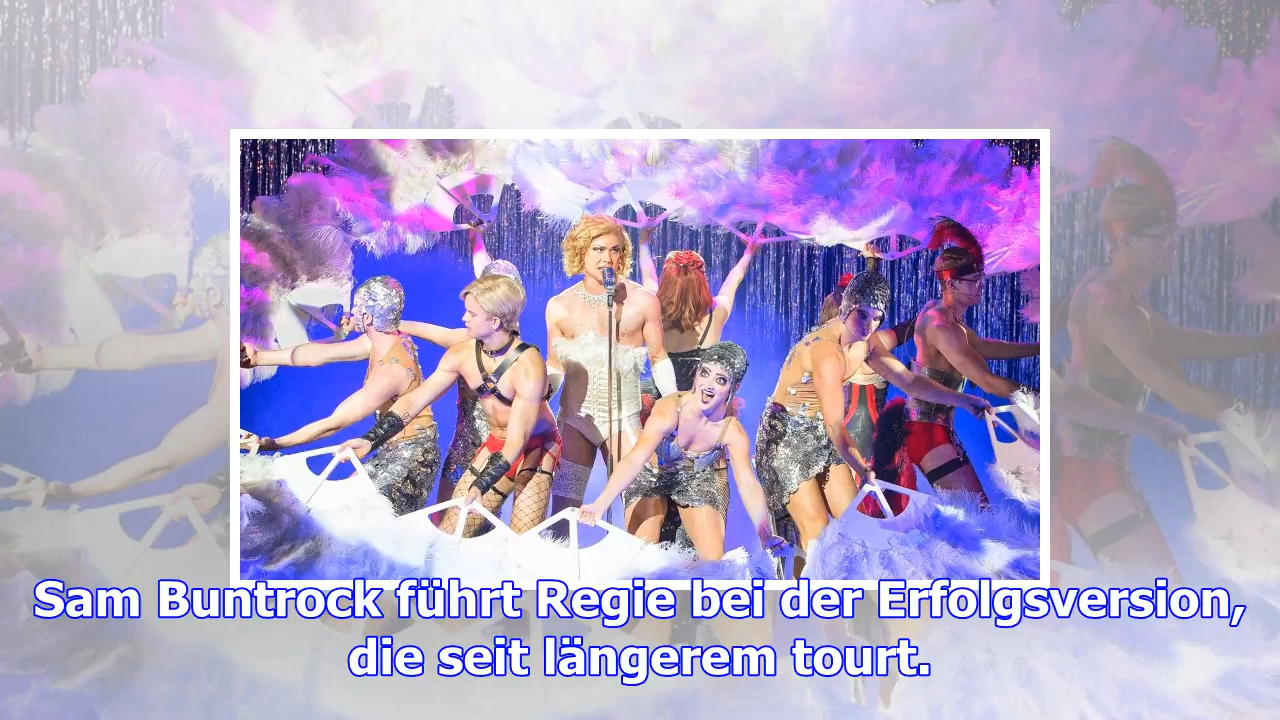 Sam Buntrock führt Regie bei der Erfolgsversion,
die seit längerem tourt.